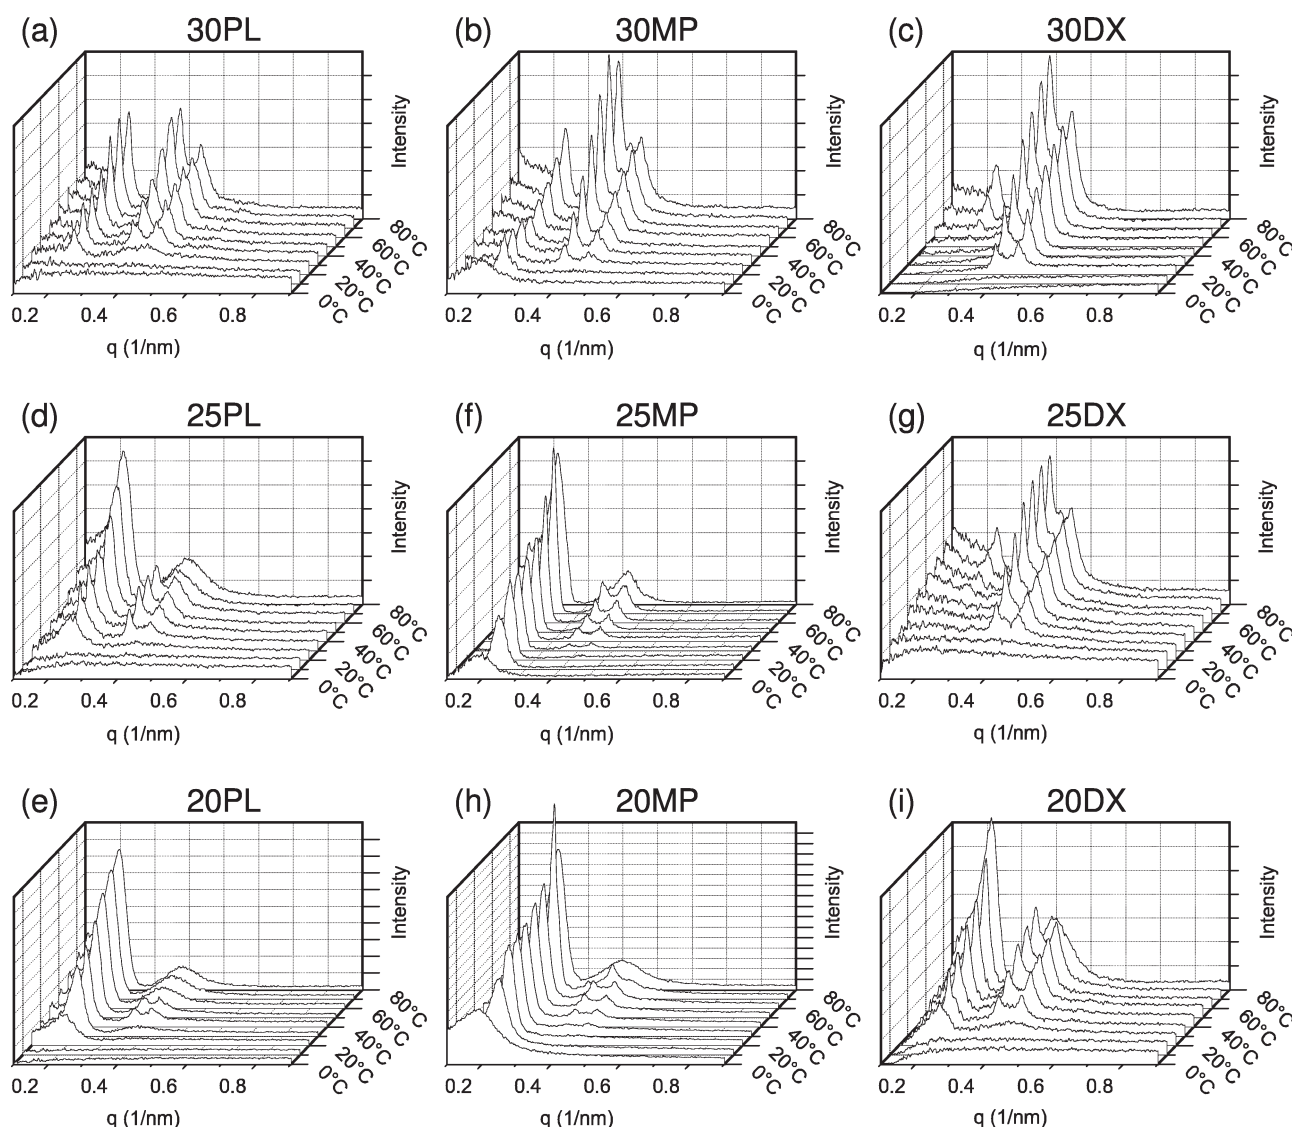 (a) 30PL
Intensity
80°C
60°C
40°C
20°C
0°C
0.2 0.4 0.6 0.8
q (1/nm)
(b) 30MP
Intensity
80°C
60°C
40°C
20°C
0°C
0.2 0.4 0.6 0.8
q (1/nm)
(c) 30DX
Intensity
80°C
60°C
40°C
20°C
0°C
0.2 0.4 0.6 0.8
q (1/nm)
(d) 25PL
Intensity
80°C
60°C
40°C
20°C
0°C
0.2 0.4 0.6 0.8
q (1/nm)
(f) 25MP
Intensity
80°C
60°C
40°C
20°C
0°C
0.2 0.4 0.6 0.8
q (1/nm)
(g) 25DX
Intensity
80°C
60°C
40°C
20°C
0°C
0.2 0.4 0.6 0.8
q (1/nm)
(e) 20PL
Intensity
80°C
60°C
40°C
20°C
0°C
0.2 0.4 0.6 0.8
q (1/nm)
(h) 20MP
Intensity
80°C
60°C
40°C
20°C
0°C
0.2 0.4 0.6 0.8
q (1/nm)
(i) 20DX
Intensity
80°C
60°C
40°C
20°C
0°C
0.2 0.4 0.6 0.8
q (1/nm)